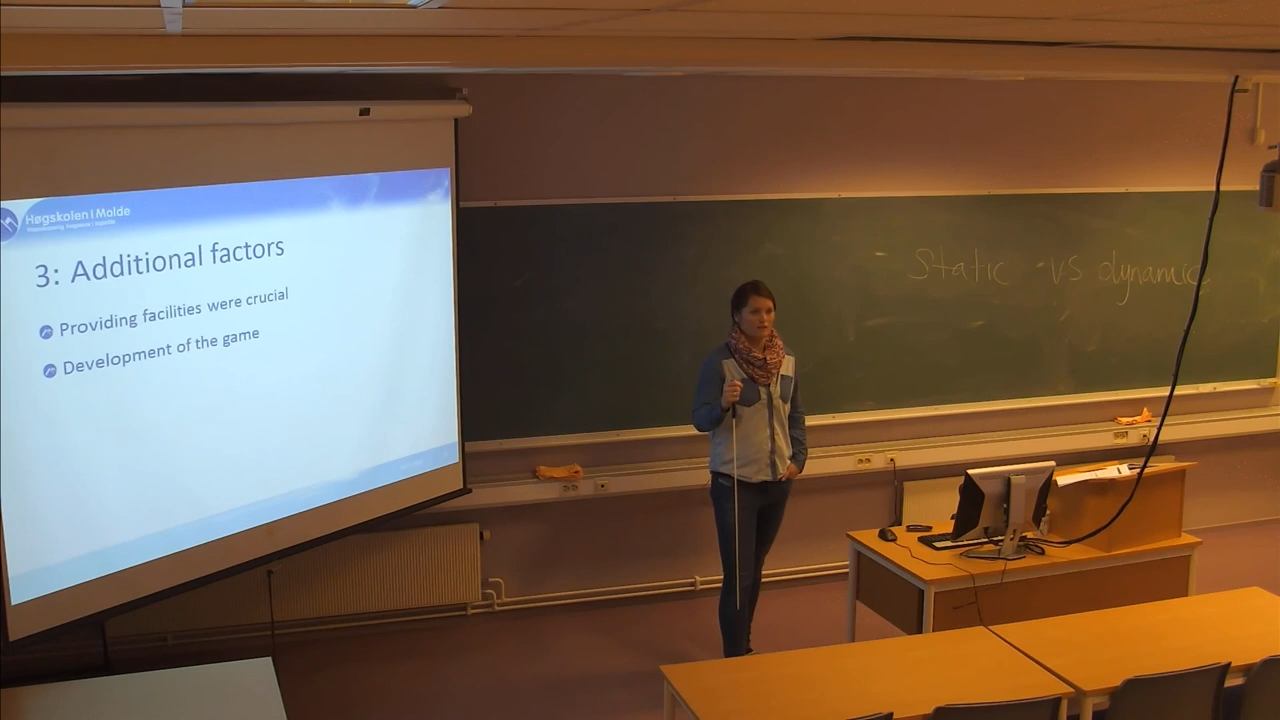 Høgskolen i Molde
3: Additional factors
Providing facilities were crucial
Development of the game
Static vs dynamic